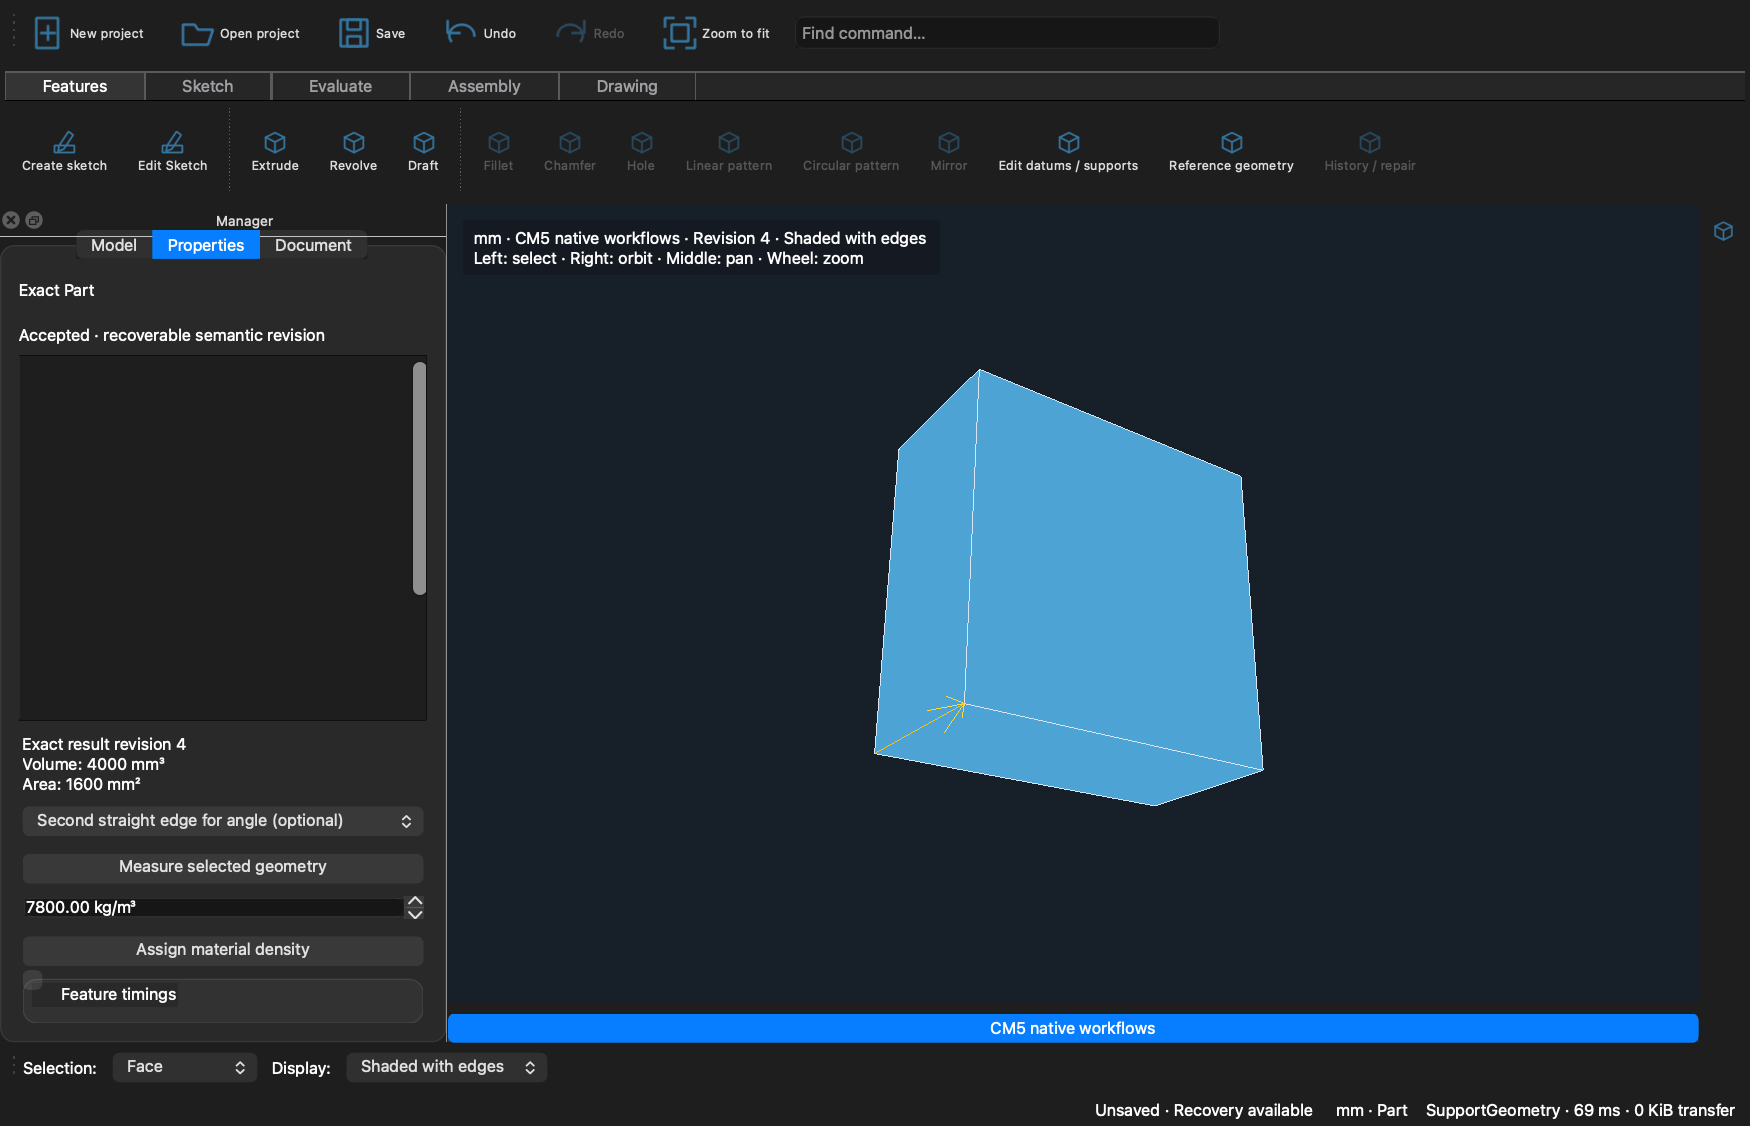 New project
Open project
Save
Undo
Redo
Zoom to fit
Find command...
Features
Sketch
Evaluate
Assembly
Drawing
Create sketch
Edit Sketch
Extrude
Revolve
Draft
Fillet
Chamfer
Hole
Linear pattern
Circular pattern
Mirror
Edit datums / supports
Reference geometry
History / repair
Manager
Model
Properties
Document
Exact Part
Accepted · recoverable semantic revision
Exact result revision 4
Volume: 4000 mm³
Area: 1600 mm²
Second straight edge for angle (optional)
Measure selected geometry
7800.00 kg/m³
Assign material density
Feature timings
mm · CM5 native workflows · Revision 4 · Shaded with edges
Left: select · Right: orbit · Middle: pan · Wheel: zoom
CM5 native workflows
Selection:
Face
Display:
Shaded with edges
Unsaved · Recovery available
mm · Part
SupportGeometry · 69 ms · 0 KiB transfer